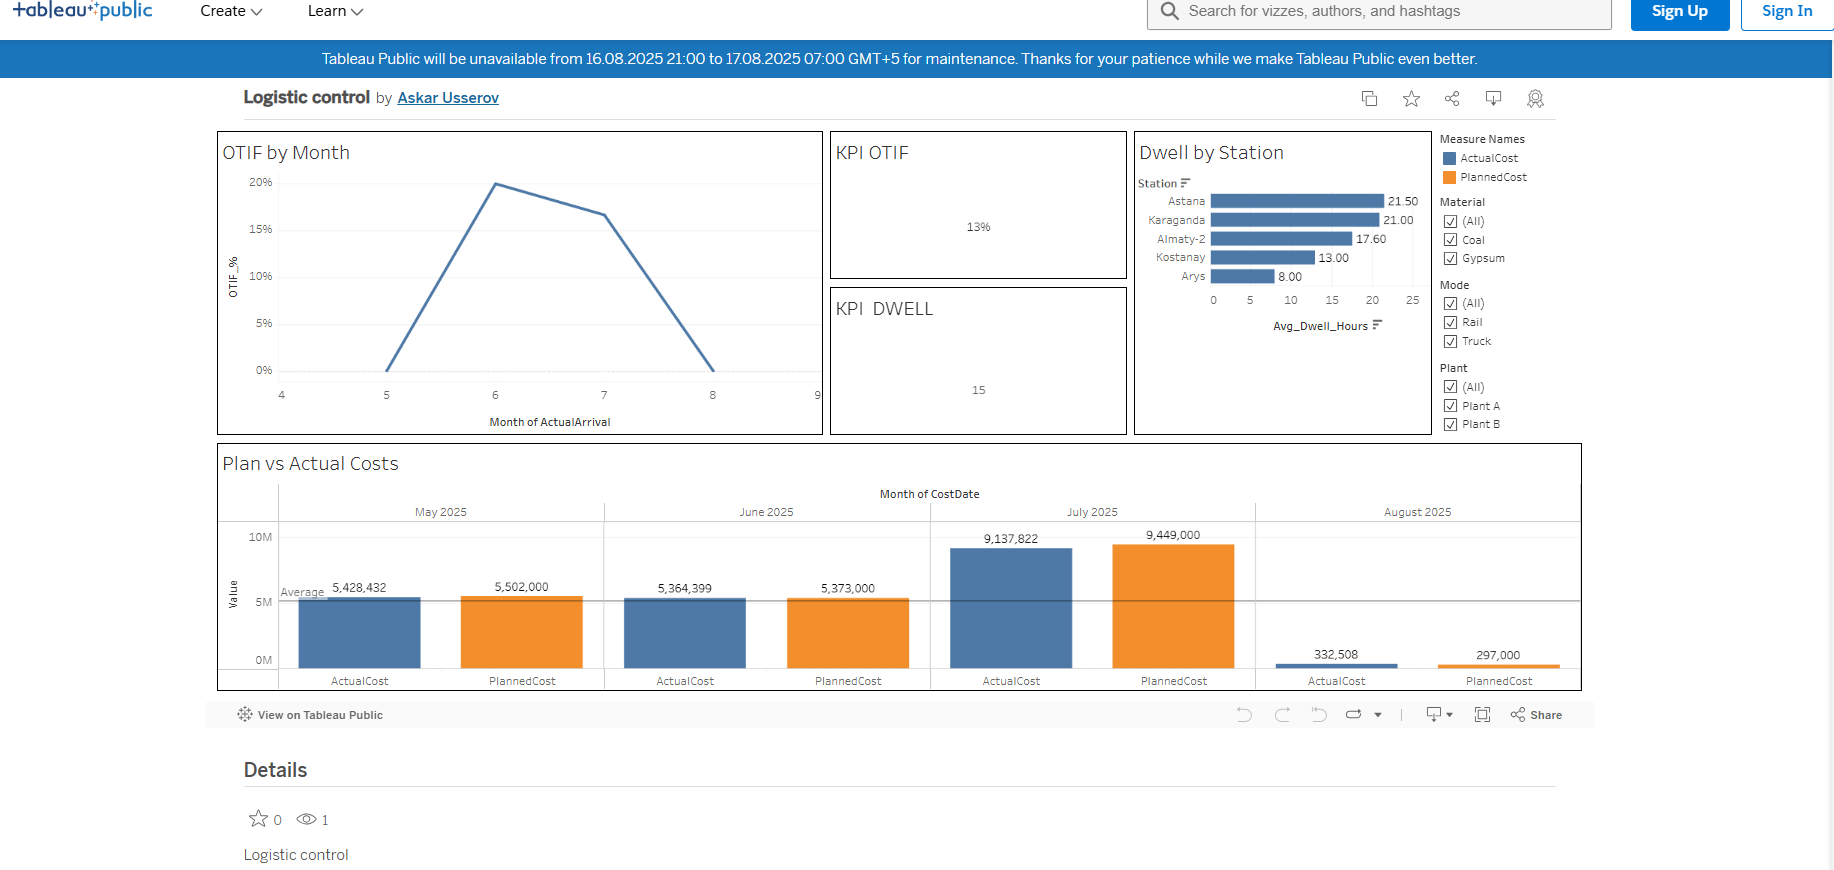 tableau public
Create
Learn
Search for vizzes, authors, and hashtags
Sign Up
Sign In
Tableau Public will be unavailable from 16.08.2025 21:00 to 17.08.2025 07:00 GMT+5 for maintenance. Thanks for your patience while we make Tableau Public even better.
Logistic control by Askar Usserov
OTIF by Month
20%
15%
10%
5%
0%
OTIF_%
4 5 6 7 8 9
Month of ActualArrival
KPI OTIF
13%
KPI DWELL
15
Dwell by Station
Station
Astana 21.50
Karaganda 21.00
Almaty-2 17.60
Kostanay 13.00
Arys 8.00
0 5 10 15 20 25
Avg_Dwell_Hours
Measure Names
ActualCost
PlannedCost
Material
(All)
Coal
Gypsum
Mode
(All)
Rail
Truck
Plant
(All)
Plant A
Plant B
Plan vs Actual Costs
Month of CostDate
May 2025 June 2025 July 2025 August 2025
10M
5M
0M
Value
Average
5,428,432 5,502,000 5,364,399 5,373,000 9,137,822 9,449,000 332,508 297,000
ActualCost PlannedCost ActualCost PlannedCost ActualCost PlannedCost ActualCost PlannedCost
View on Tableau Public
Share
Details
0 1
Logistic control